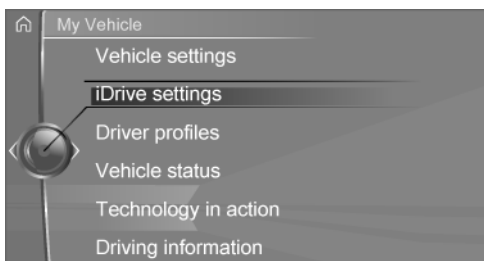 My Vehicle
Vehicle settings
iDrive settings
Driver profiles
Vehicle status
Technology in action
Driving information